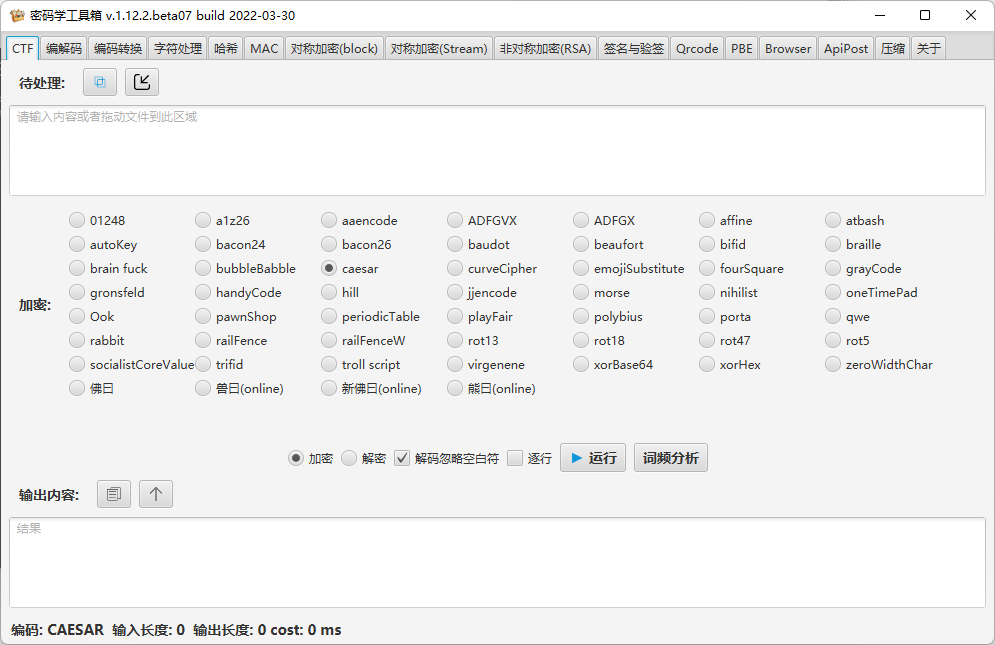 密码学工具箱 v.1.12.2.beta07 build 2022-03-30
CTF 编解码 编码转换 字符处理 哈希 MAC 对称加密(block) 对称加密(Stream) 非对称加密(RSA) 签名与验签 Qrcode PBE Browser ApiPost 压缩 关于
待处理:
请输入内容或者拖动文件到此区域
01248 a1z26 aaencode ADFGVX ADFGX affine atbash
autoKey bacon24 bacon26 baudot beaufort bifid braille
brain fuck bubbleBabble caesar curveCipher emojiSubstitute fourSquare grayCode
加密: gronsfeld handyCode hill jjencode morse nihilist oneTimePad
Ook pawnShop periodicTable playFair polybius porta qwe
rabbit railFence railFenceW rot13 rot18 rot47 rot5
socialistCoreValue trifid troll script virgenene xorBase64 xorHex zeroWidthChar
佛曰 兽曰(online) 新佛曰(online) 熊曰(online)
加密 解密 解码忽略空白符 逐行 运行 词频分析
输出内容:
结果
编码: CAESAR 输入长度: 0 输出长度: 0 cost: 0 ms